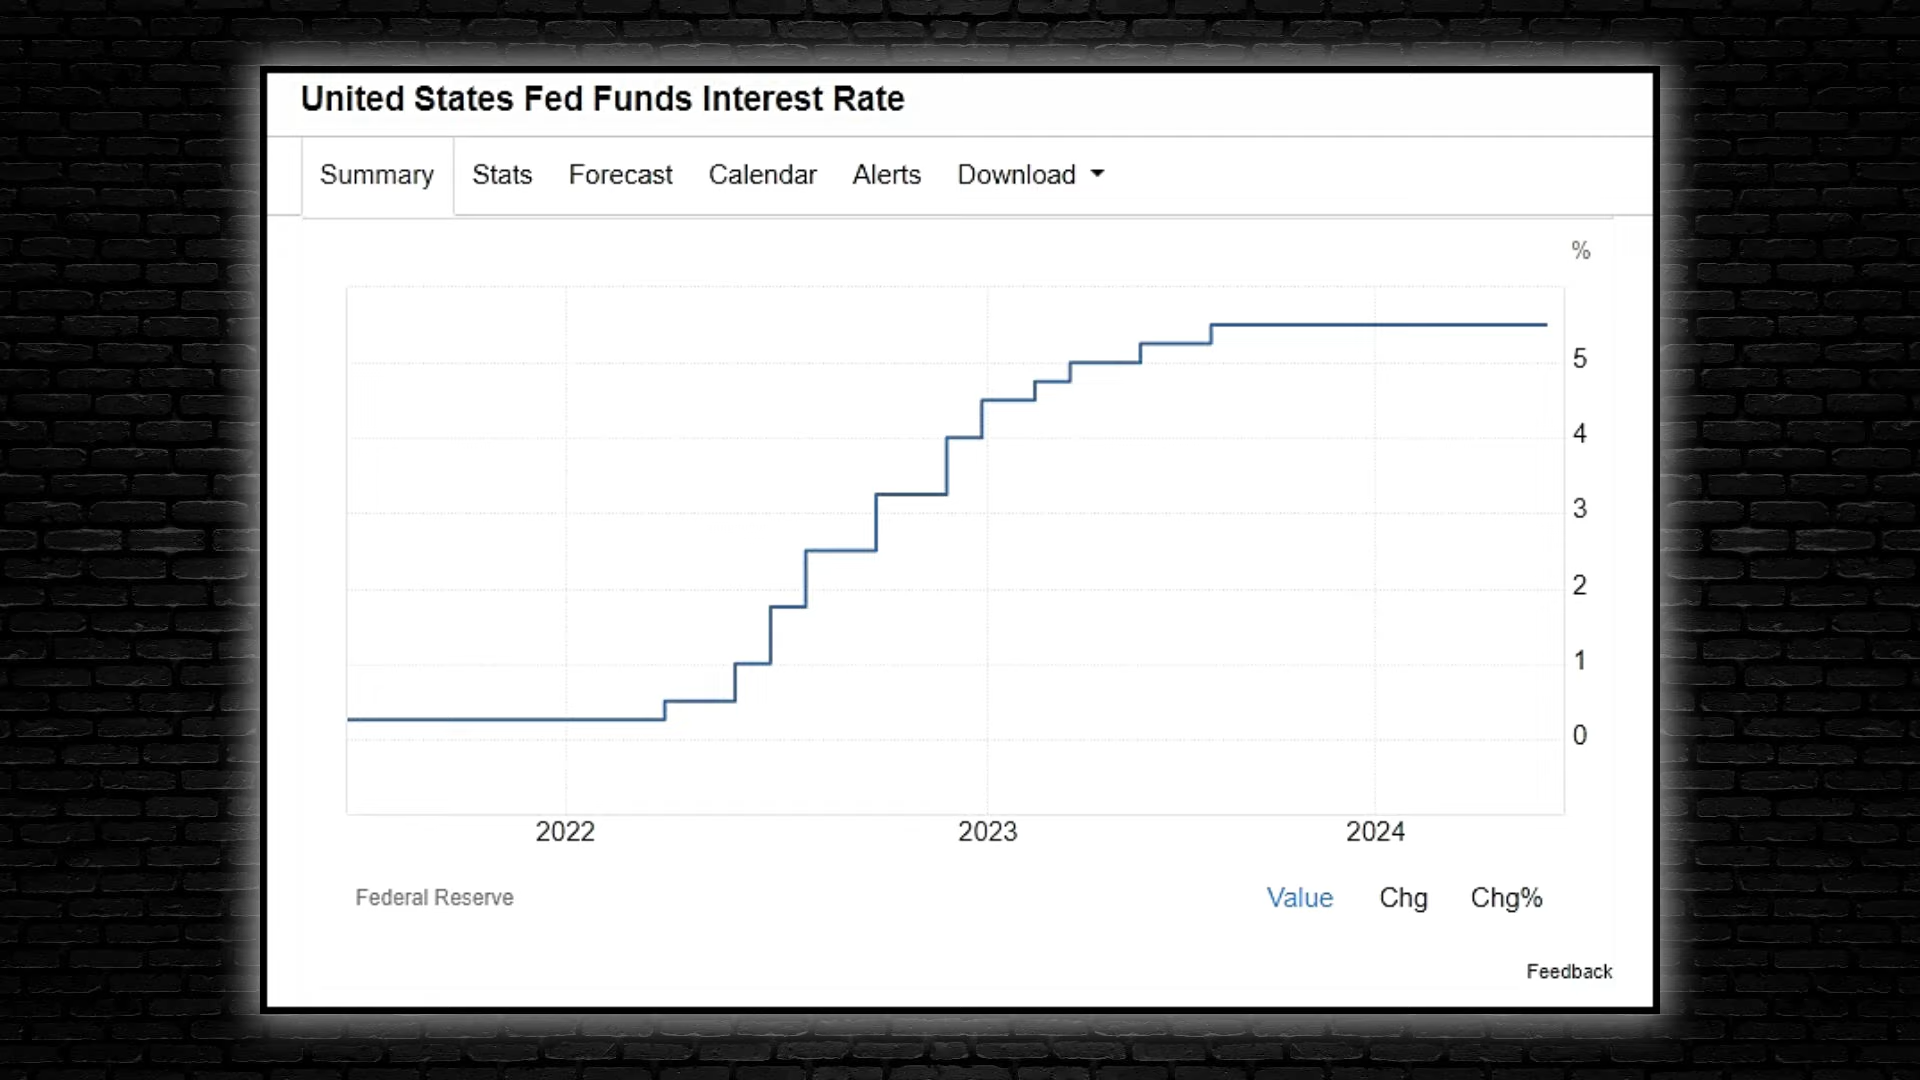 United States Fed Funds Interest Rate
Summary Stats Forecast Calendar Alerts Download
%
5
4
3
2
1
0
2022 2023 2024
Federal Reserve Value Chg Chg%
Feedback